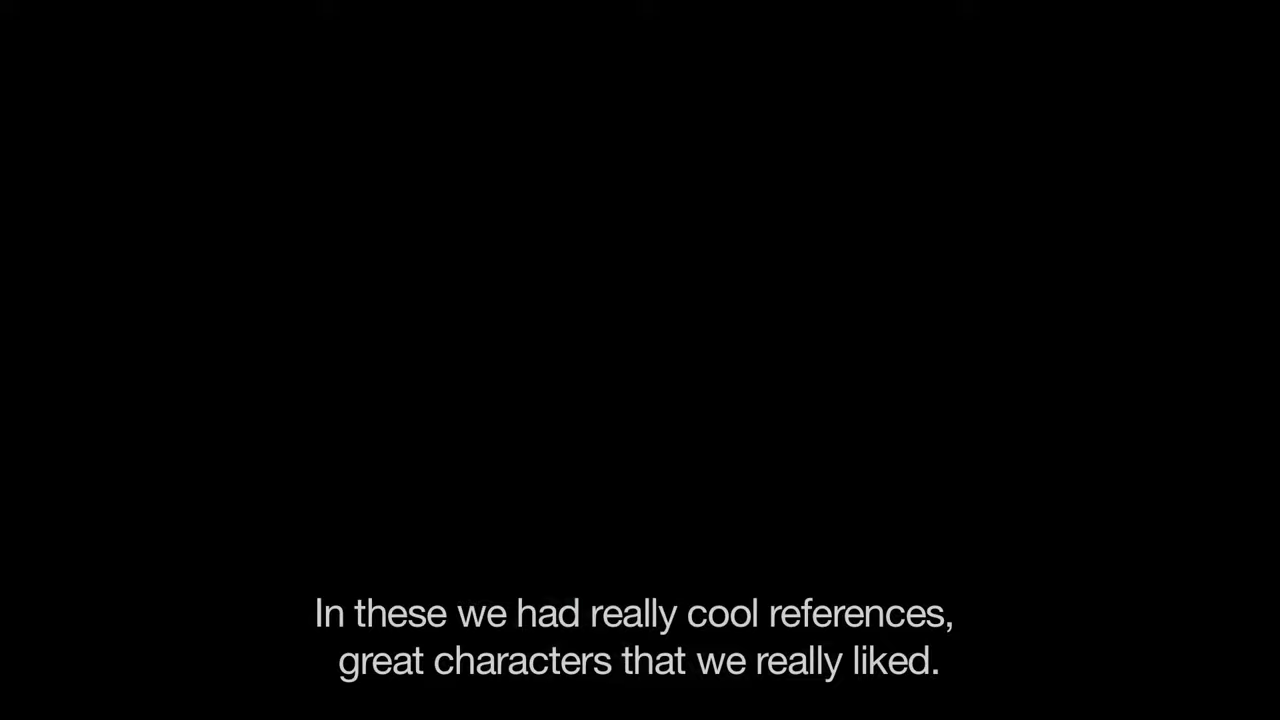 In these we had really cool references,
great characters that we really liked.